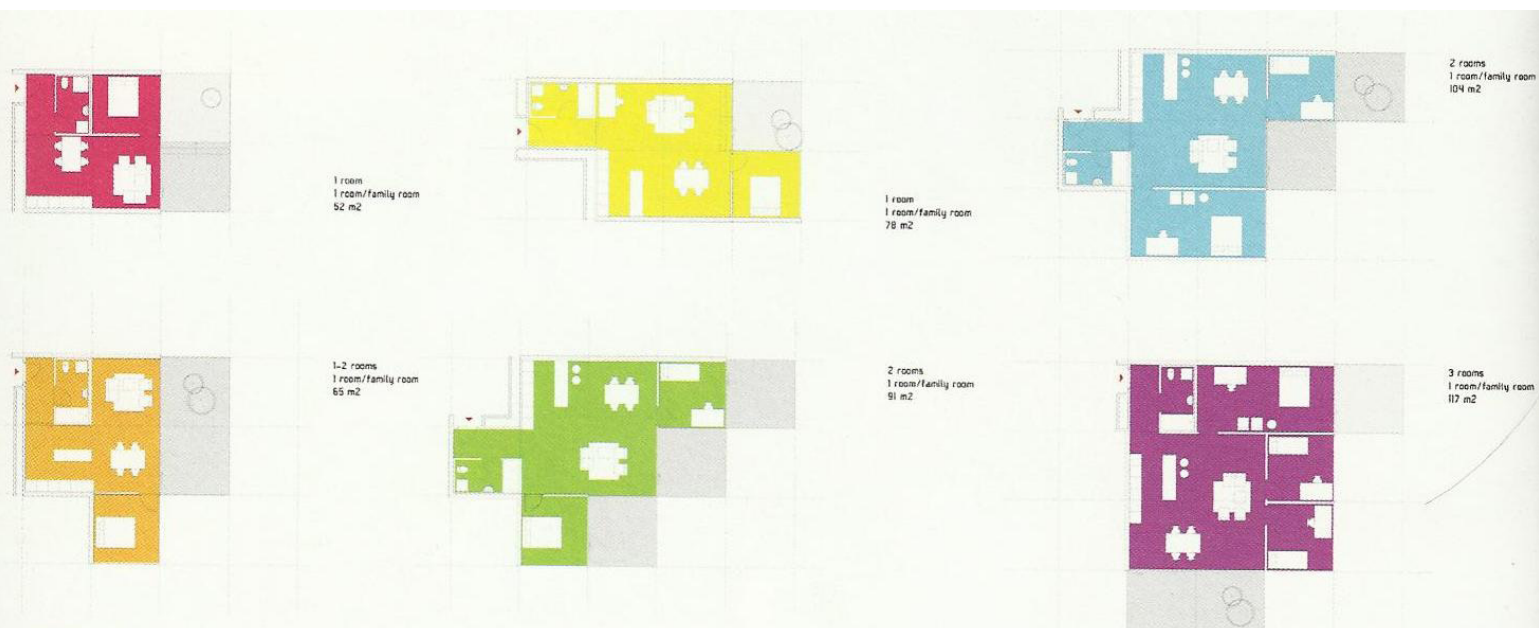 1 room
1 room/family room
52 m2
1 room
1 room/family room
78 m2
2 rooms
1 room/family room
104 m2
1-2 rooms
1 room/family room
65 m2
2 rooms
1 room/family room
91 m2
3 rooms
1 room/family room
117 m2